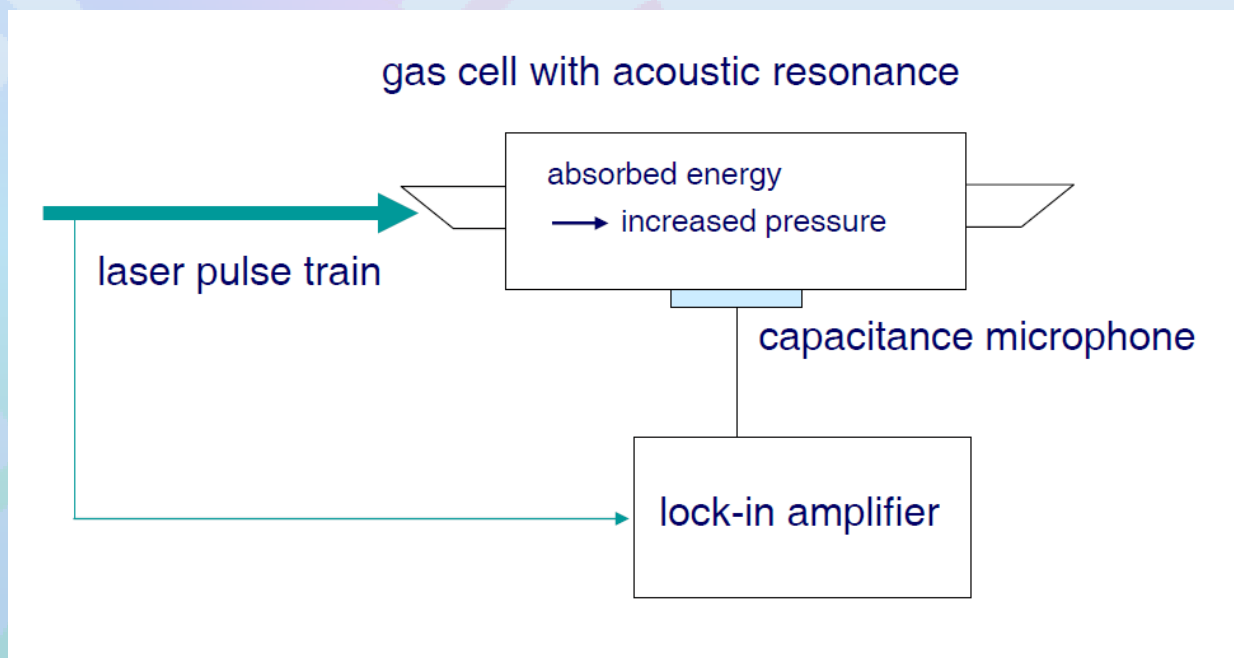 gas cell with acoustic resonance
absorbed energy
increased pressure
laser pulse train
capacitance microphone
lock-in amplifier